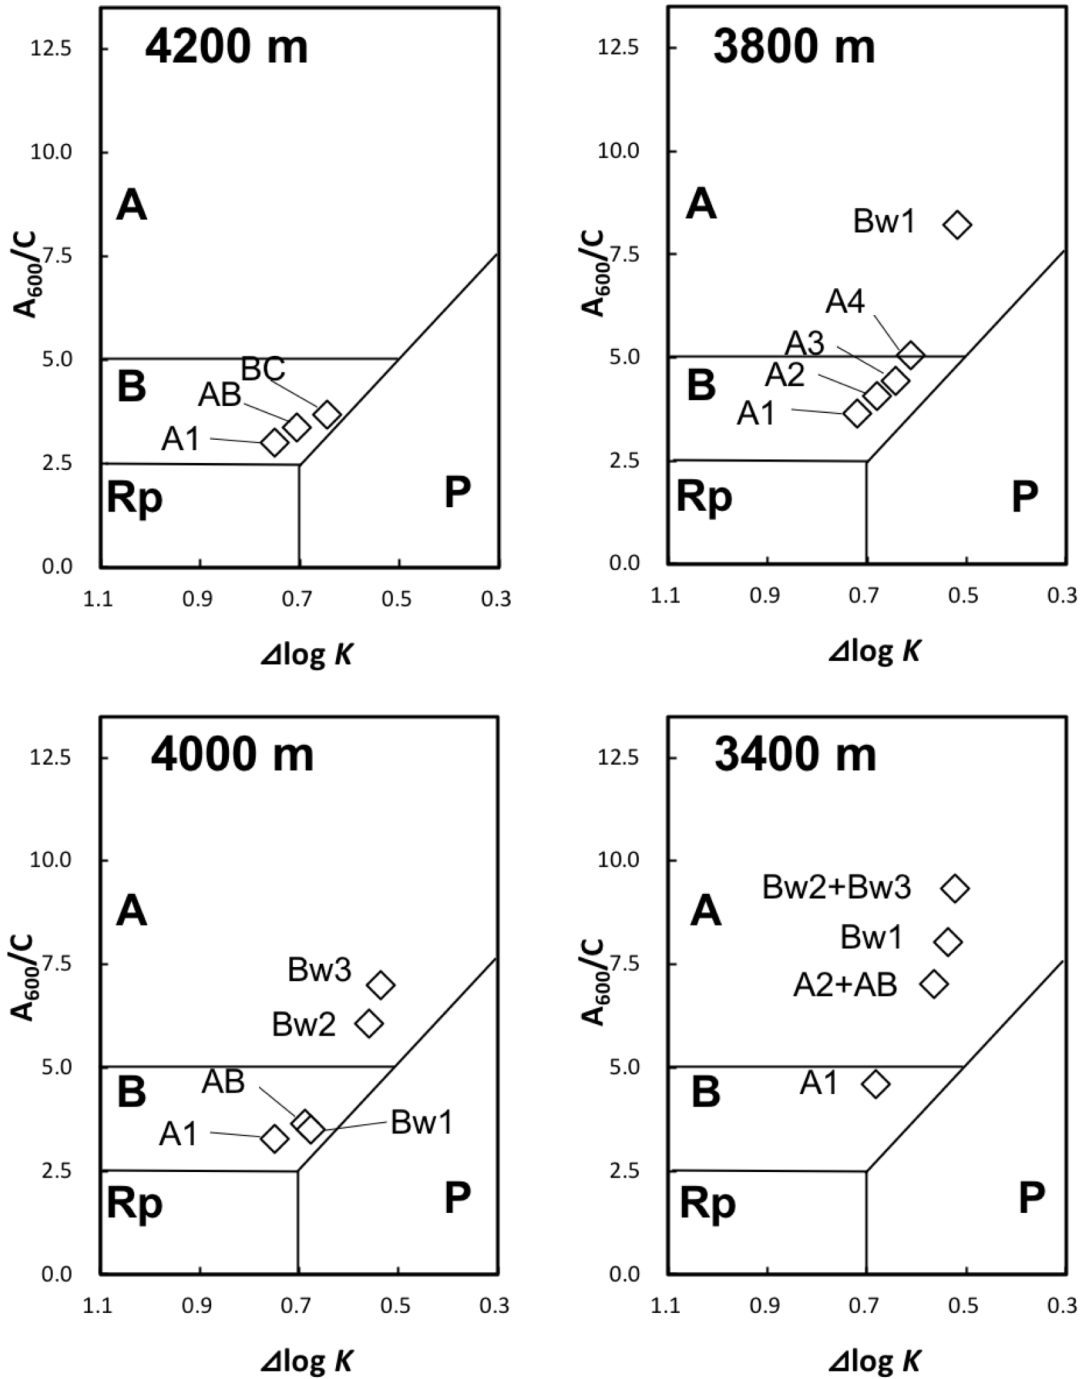 4200 m
12.5
10.0
A
7.5
A600/C
5.0
BC
B
AB
A1
2.5
Rp
P
0.0
1.1 0.9 0.7 0.5 0.3
⊿log K
3800 m
12.5
10.0
A
Bw1
7.5
A600/C
A4
A3
5.0
A2
B
A1
2.5
Rp
P
0.0
1.1 0.9 0.7 0.5 0.3
⊿log K
4000 m
12.5
10.0
A
7.5
Bw3
A600/C
Bw2
5.0
AB
B
Bw1
A1
2.5
Rp
P
0.0
1.1 0.9 0.7 0.5 0.3
⊿log K
3400 m
12.5
10.0
Bw2+Bw3
A
Bw1
7.5
A2+AB
A600/C
5.0
A1
B
2.5
Rp
P
0.0
1.1 0.9 0.7 0.5 0.3
⊿log K